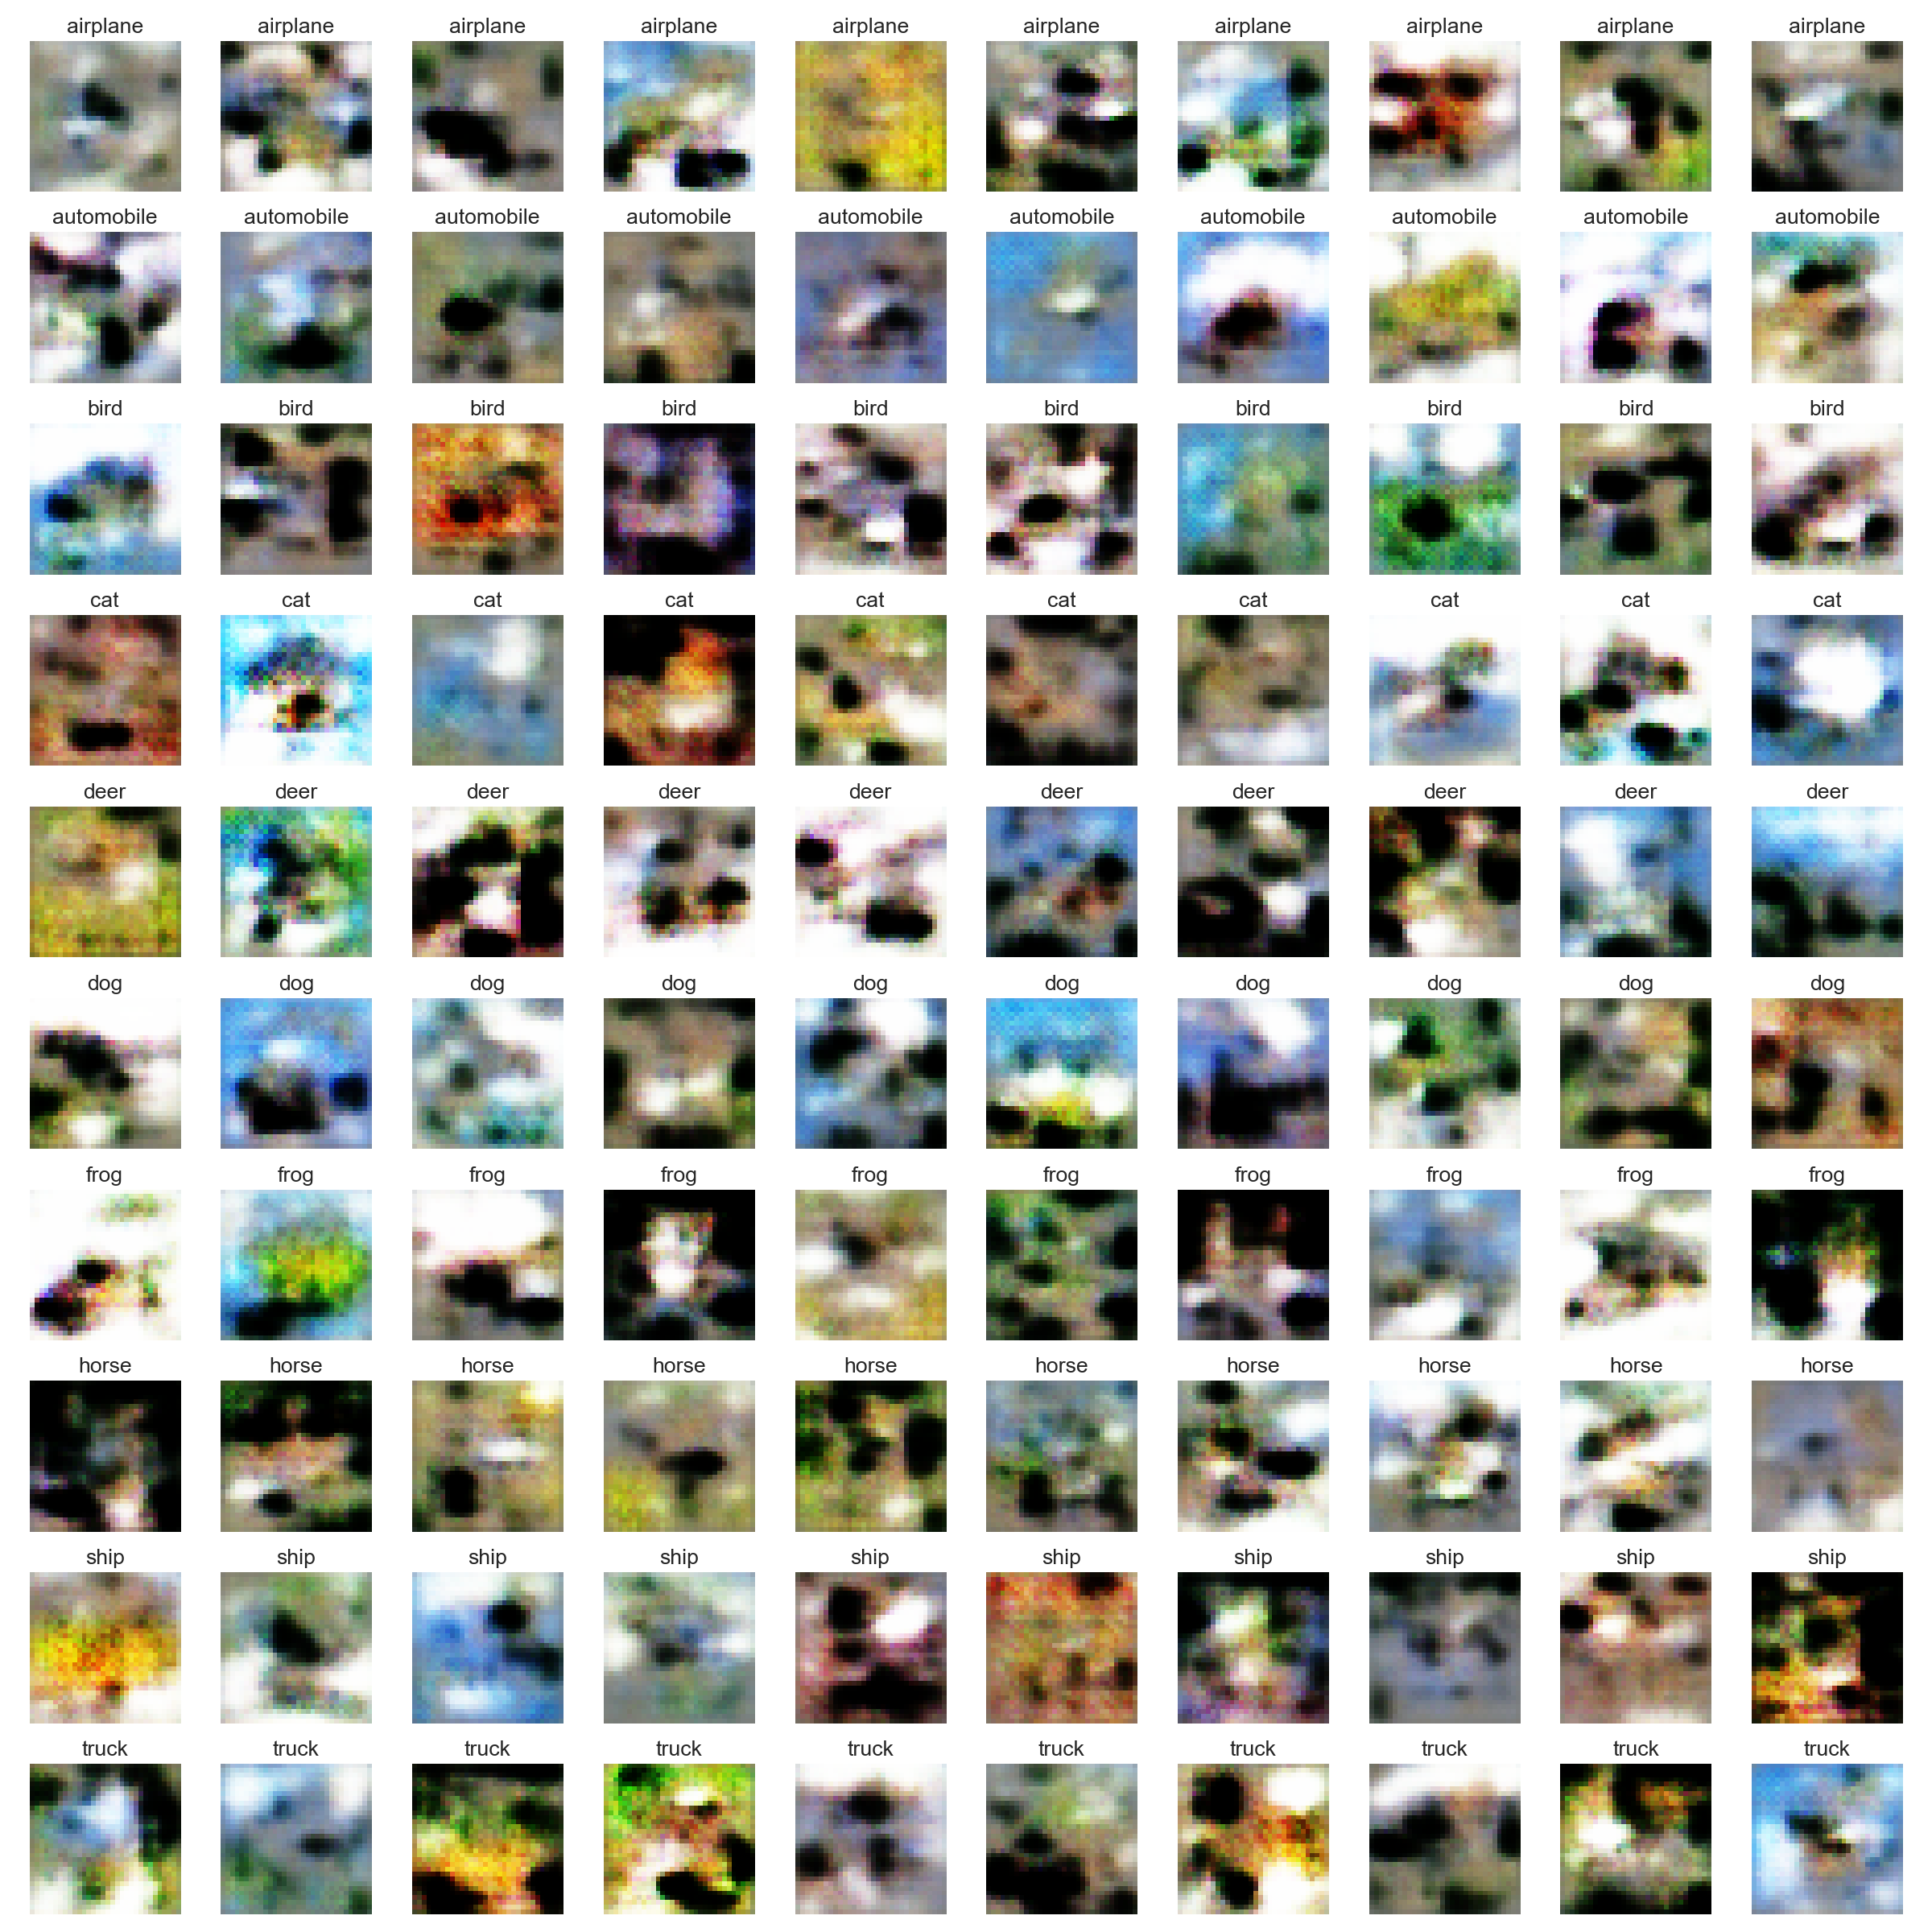 airplane airplane airplane airplane airplane airplane airplane airplane airplane airplane
automobile automobile automobile automobile automobile automobile automobile automobile automobile automobile
bird bird bird bird bird bird bird bird bird bird
cat cat cat cat cat cat cat cat cat cat
deer deer deer deer deer deer deer deer deer deer
dog dog dog dog dog dog dog dog dog dog
frog frog frog frog frog frog frog frog frog frog
horse horse horse horse horse horse horse horse horse horse
ship ship ship ship ship ship ship ship ship ship
truck truck truck truck truck truck truck truck truck truck